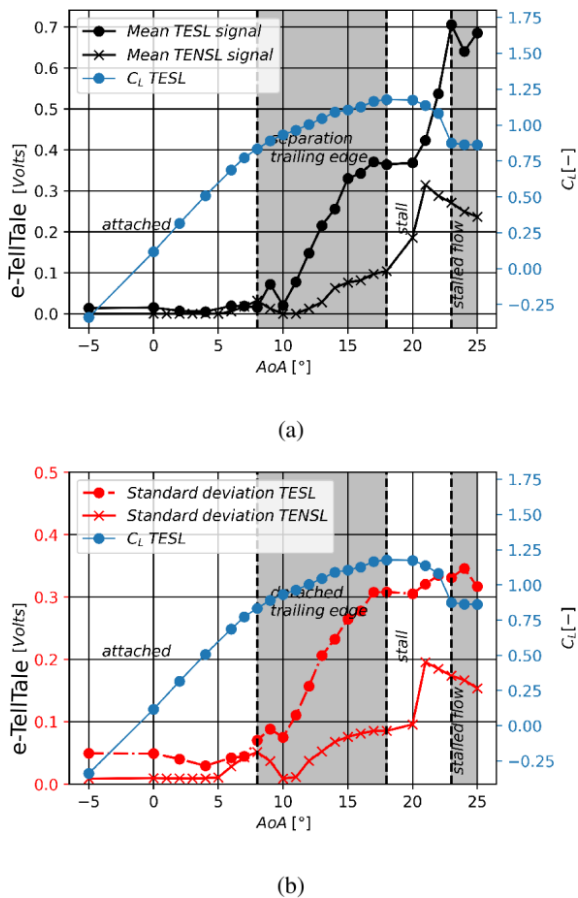 0.7
0.6
0.5
0.4
0.3
0.2
0.1
0.0
e-TellTale [Volts]
Mean TESL signal
Mean TENSL signal
C_L TESL
attached
separation
trailing edge
stall
stalled flow
1.75
1.50
1.25
1.00
0.75
0.50
0.25
0.00
−0.25
C_L[−]
−5 0 5 10 15 20 25
AoA [°]
(a)
0.5
0.4
0.3
0.2
0.1
0.0
e-TellTale [Volts]
Standard deviation TESL
Standard deviation TENSL
C_L TESL
attached
detached
trailing edge
stall
stalled flow
1.75
1.50
1.25
1.00
0.75
0.50
0.25
0.00
−0.25
C_L[−]
−5 0 5 10 15 20 25
AoA [°]
(b)